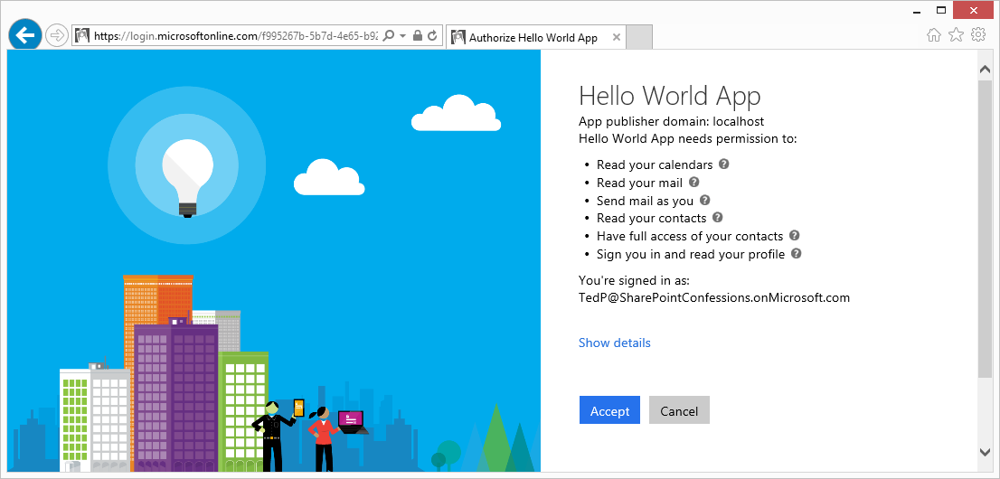 https://login.microsoftonline.com/f995267b-5b7d-4e65-b92
Authorize Hello World App
Hello World App
App publisher domain: localhost
Hello World App needs permission to:
• Read your calendars ?
• Read your mail ?
• Send mail as you ?
• Read your contacts ?
• Have full access of your contacts ?
• Sign you in and read your profile ?
You're signed in as:
TedP@SharePointConfessions.onMicrosoft.com
Show details
Accept
Cancel